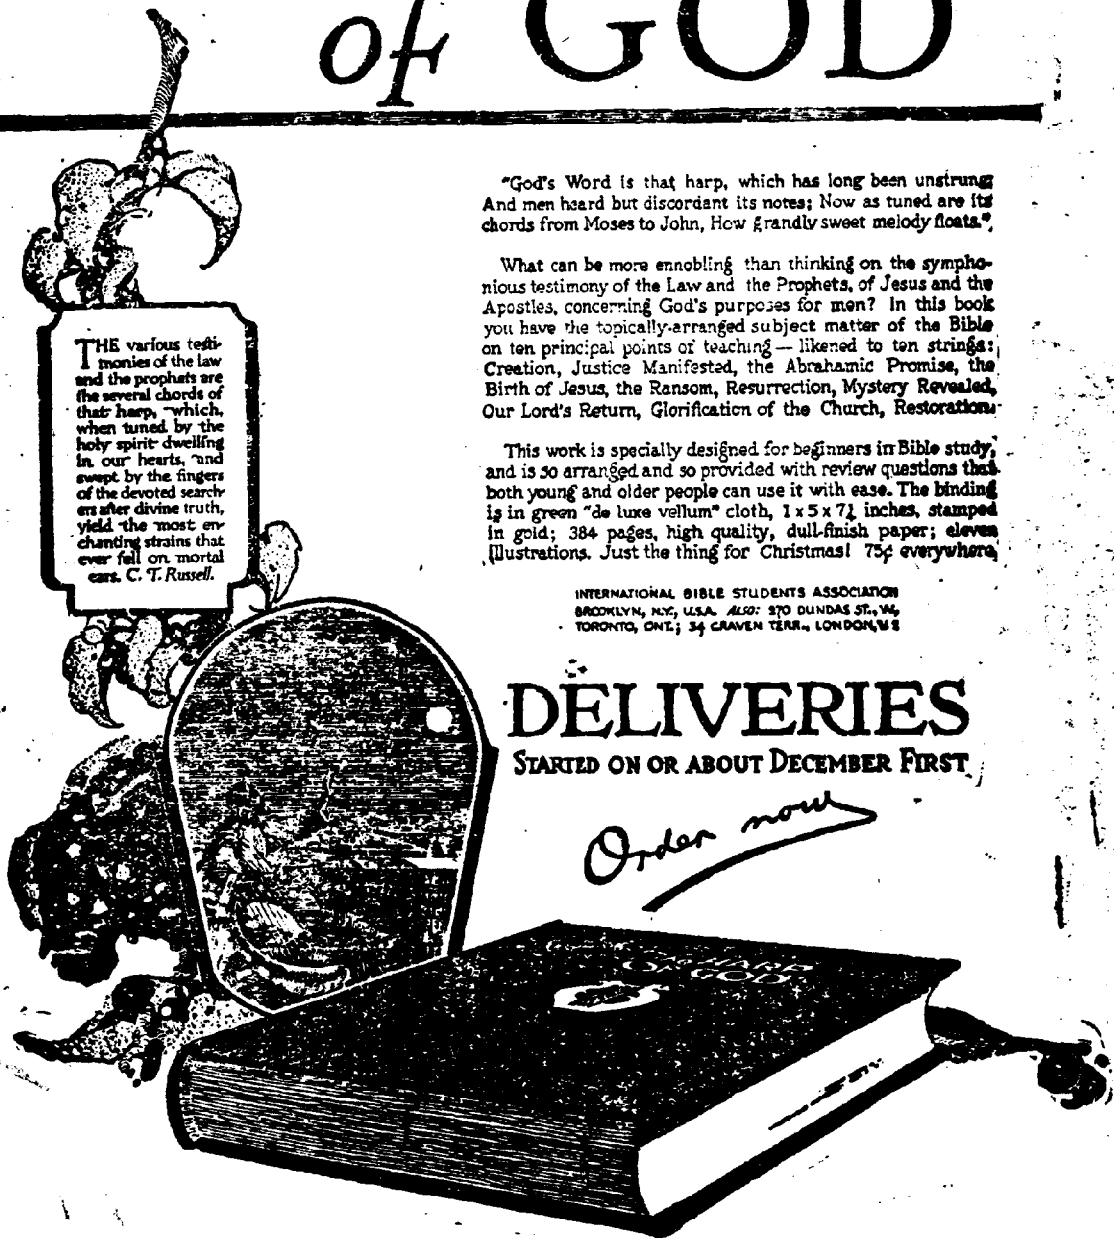 of GOD
"God's Word is that harp, which has long been unstrung;
And men heard but discordant its notes; Now as tuned are its
chords from Moses to John, How grandly sweet melody floats."
What can be more ennobling than thinking on the sympho-
nious testimony of the Law and the Prophets, of Jesus and the
Apostles, concerning God's purposes for men? In this book
you have the topically-arranged subject matter of the Bible
on ten principal points of teaching — likened to ten strings:
Creation, Justice Manifested, the Abrahamic Promise, the
Birth of Jesus, the Ransom, Resurrection, Mystery Revealed,
Our Lord's Return, Glorification of the Church, Restoration.
This work is specially designed for beginners in Bible study,
and is so arranged and so provided with review questions that
both young and older people can use it with ease. The binding
is in green "de luxe vellum" cloth, 1 x 5 x 7½ inches, stamped
in gold; 384 pages, high quality, dull-finish paper; eleven
illustrations. Just the thing for Christmas! 75¢ everywhere.
INTERNATIONAL BIBLE STUDENTS ASSOCIATION
BROOKLYN, N.Y., U.S.A. ALSO: 270 DUNDAS ST., W.,
TORONTO, ONT.; 34 CRAVEN TERR., LONDON, W 2
THE various testi-
monies of the law
and the prophets are
the several chords of
that harp, which,
when tuned by the
holy spirit dwelling
in our hearts, and
swept by the fingers
of the devoted search-
ers after divine truth,
yield the most en-
chanting strains that
ever fell on mortal
ears. C. T. Russell.
DELIVERIES
STARTED ON OR ABOUT DECEMBER FIRST
Order now
HARP
OF GOD